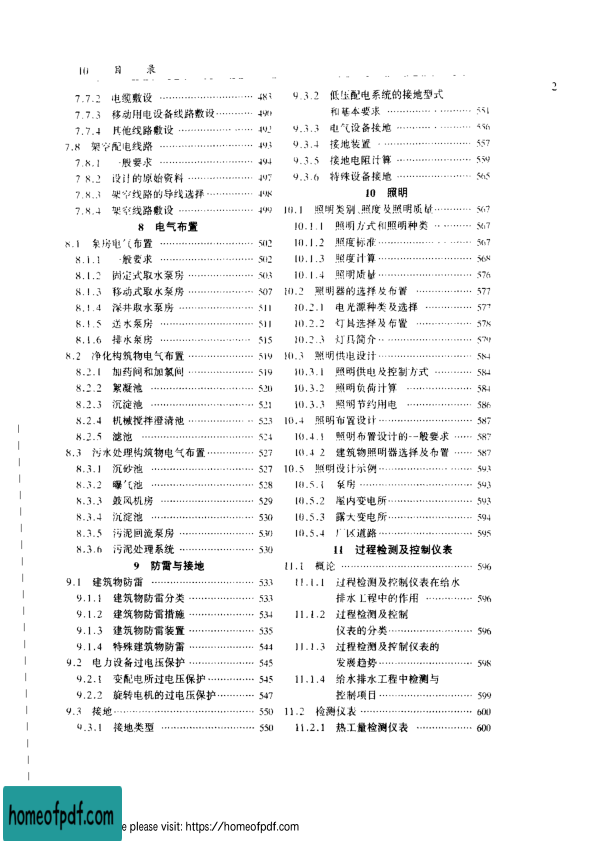 10 目 录
2
7.7.2 电缆敷设 483
7.7.3 移动用电设备线路敷设 490
7.7.4 其他线路敷设 492
7.8 架空配电线路 493
7.8.1 一般要求 494
7.8.2 设计的原始资料 497
7.8.3 架空线路的导线选择 498
7.8.4 架空线路敷设 499
8 电气布置
8.1 泵房电气布置 502
8.1.1 一般要求 502
8.1.2 固定式取水泵房 503
8.1.3 移动式取水泵房 507
8.1.4 深井取水泵房 511
8.1.5 送水泵房 511
8.1.6 排水泵房 515
8.2 净化构筑物电气布置 519
8.2.1 加药间和加氯间 519
8.2.2 絮凝池 520
8.2.3 沉淀池 521
8.2.4 机械搅拌澄清池 523
8.2.5 滤池 524
8.3 污水处理构筑物电气布置 527
8.3.1 沉砂池 527
8.3.2 曝气池 528
8.3.3 鼓风机房 529
8.3.4 沉淀池 530
8.3.5 污泥回流泵房 530
8.3.6 污泥处理系统 530
9 防雷与接地
9.1 建筑物防雷 533
9.1.1 建筑物防雷分类 533
9.1.2 建筑物防雷措施 534
9.1.3 建筑物防雷装置 535
9.1.4 特殊建筑物防雷 544
9.2 电力设备过电压保护 545
9.2.1 变配电所过电压保护 545
9.2.2 旋转电机的过电压保护 547
9.3 接地 550
9.3.1 接地类型 550
9.3.2 低压配电系统的接地型式
和基本要求 551
9.3.3 电气设备接地 556
9.3.4 接地装置 557
9.3.5 接地电阻计算 559
9.3.6 特殊设备接地 565
10 照明
10.1 照明类别、照度及照明质量 567
10.1.1 照明方式和照明种类 567
10.1.2 照度标准 567
10.1.3 照度计算 568
10.1.4 照明质量 576
10.2 照明器的选择及布置 577
10.2.1 电光源种类及选择 577
10.2.2 灯具选择及布置 578
10.2.3 灯具简介 579
10.3 照明供电设计 584
10.3.1 照明供电及控制方式 584
10.3.2 照明负荷计算 584
10.3.3 照明节约用电 586
10.4 照明布置设计 587
10.4.1 照明布置设计的一般要求 587
10.4.2 建筑物照明器选择及布置 587
10.5 照明设计示例 593
10.5.1 泵房 593
10.5.2 屋内变电所 593
10.5.3 露天变电所 594
10.5.4 厂区道路 595
11 过程检测及控制仪表
11.1 概论 596
11.1.1 过程检测及控制仪表在给水
排水工程中的作用 596
11.1.2 过程检测及控制
仪表的分类 596
11.1.3 过程检测及控制仪表的
发展趋势 598
11.1.4 给水排水工程中检测与
控制项目 599
11.2 检测仪表 600
11.2.1 热工量检测仪表 600
homeofpdf.com
e please visit: https://homeofpdf.com